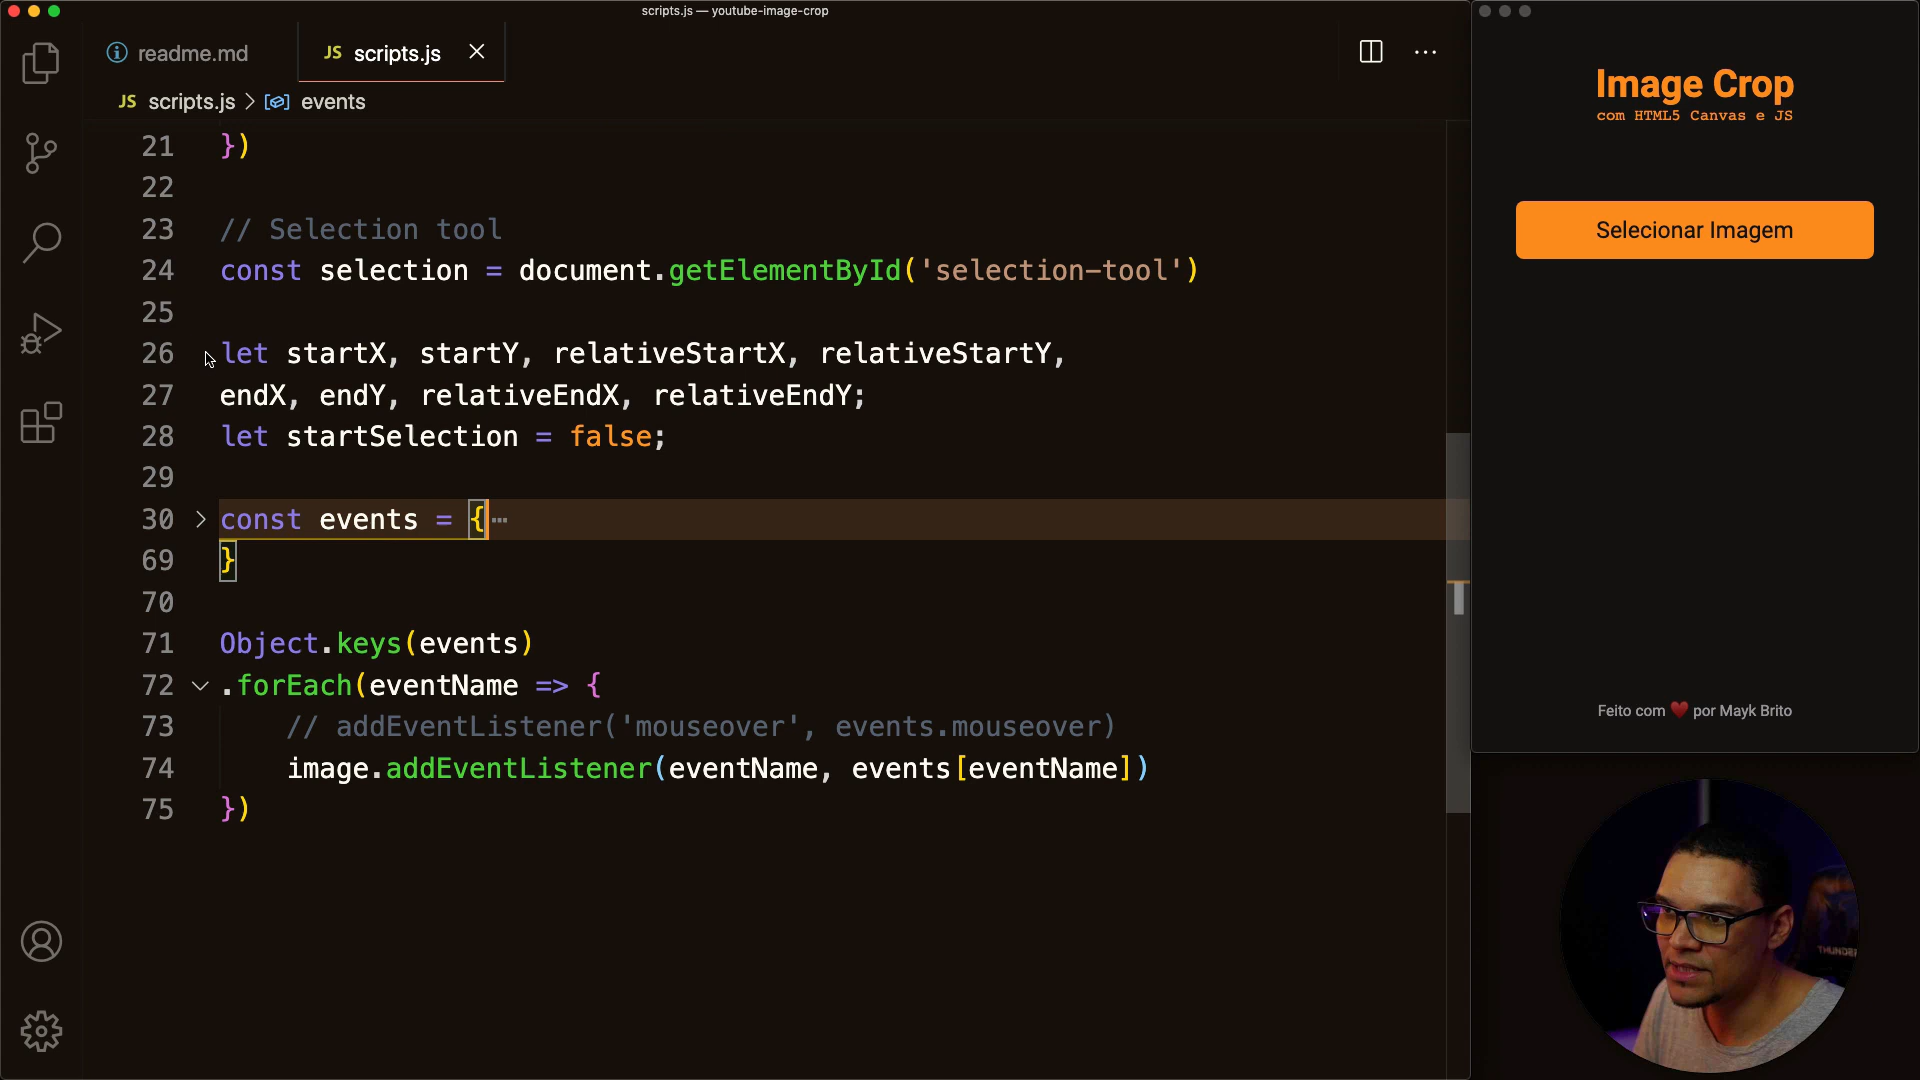 scripts.js — youtube-image-crop
readme.md
JS scripts.js
JS scripts.js > events
21 })
22
23 // Selection tool
24 const selection = document.getElementById('selection-tool')
25
26 let startX, startY, relativeStartX, relativeStartY,
27 endX, endY, relativeEndX, relativeEndY;
28 let startSelection = false;
29
30 const events = {⋯
69 }
70
71 Object.keys(events)
72 .forEach(eventName => {
73 // addEventListener('mouseover', events.mouseover)
74 image.addEventListener(eventName, events[eventName])
75 })
Image Crop
com HTML5 Canvas e JS
Selecionar Imagem
Feito com ❤️ por Mayk Brito